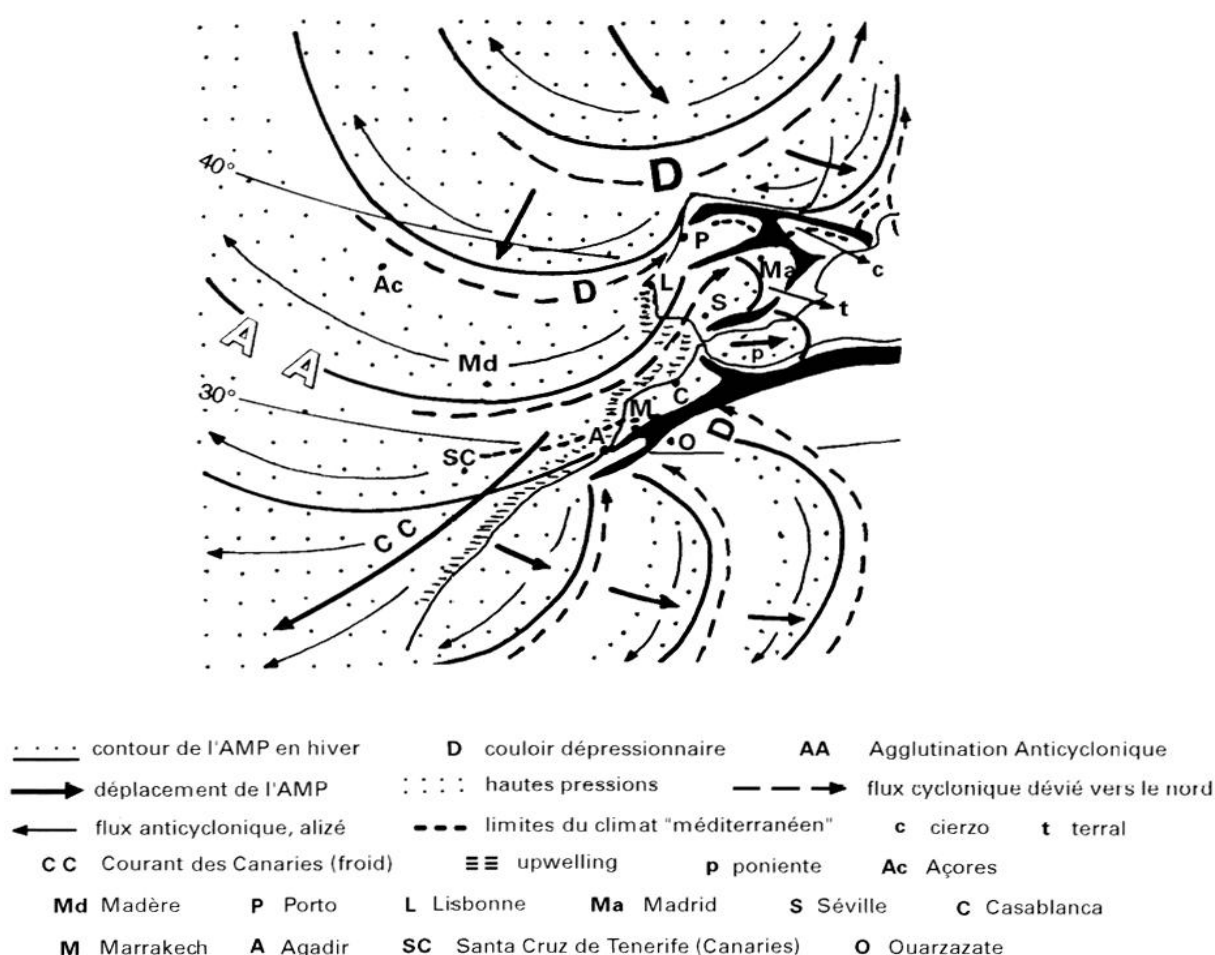 D
40°
P
Ma
c
Ac
D
L
S
t
A A
p
Md
30°
C
M
A
O
D
SC
C C
contour de l'AMP en hiver D couloir dépressionnaire AA Agglutination Anticyclonique
déplacement de l'AMP hautes pressions flux cyclonique dévié vers le nord
flux anticyclonique, alizé limites du climat "méditerranéen" c cierzo t terral
C C Courant des Canaries (froid) upwelling p poniente Ac Açores
Md Madère P Porto L Lisbonne Ma Madrid S Séville C Casablanca
M Marrakech A Agadir SC Santa Cruz de Tenerife (Canaries) O Ouarzazate